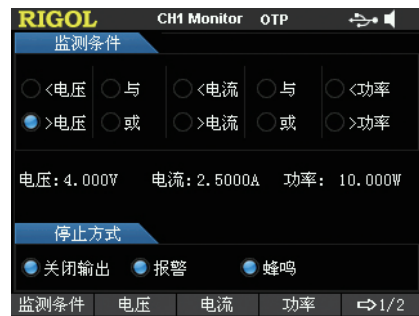 RIGOL CH1 Monitor OTP
监测条件
<电压 与 <电流 与 <功率
>电压 或 >电流 或 >功率
电压:4.000V 电流:2.5000A 功率: 10.000W
停止方式
关闭输出 报警 蜂鸣
监测条件 电压 电流 功率 ⇨1/2